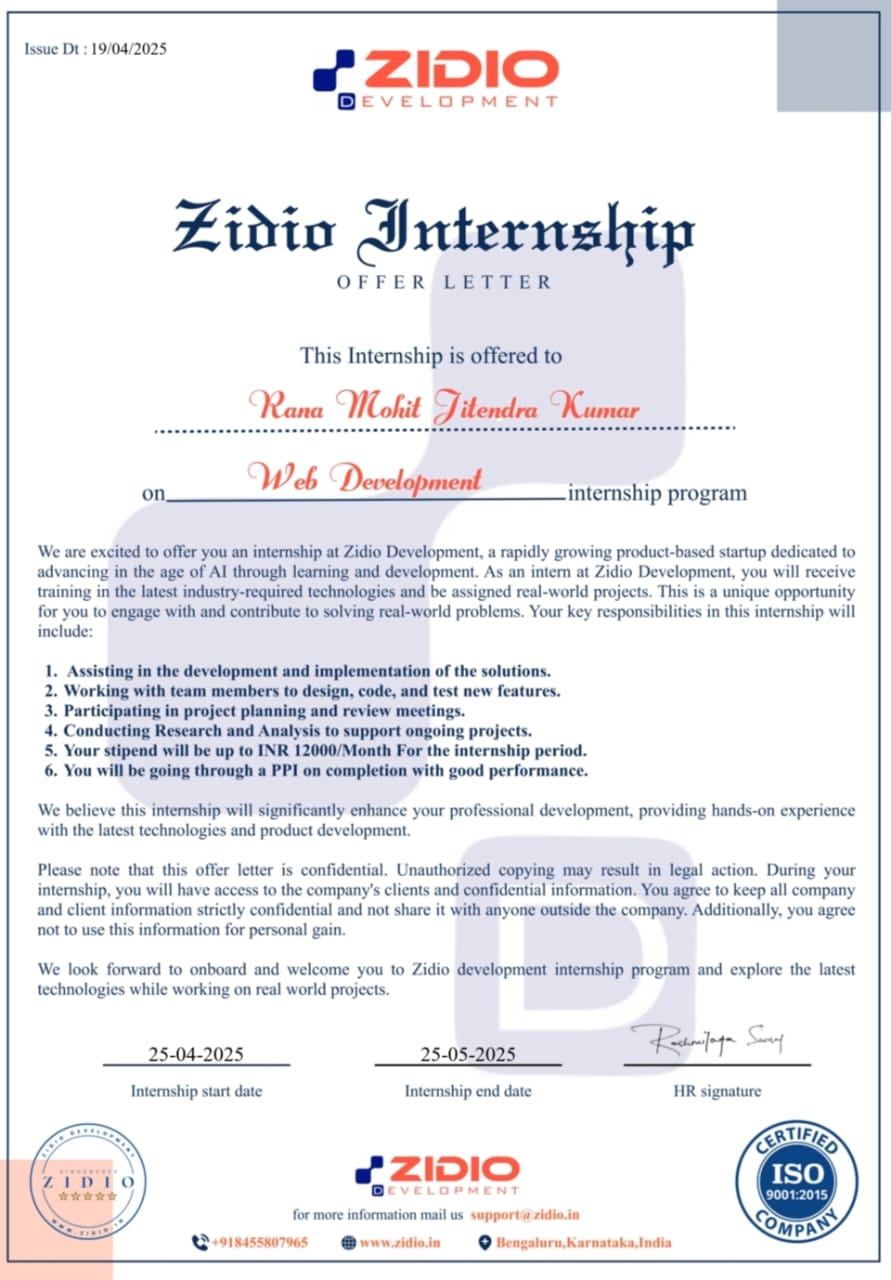 Issue Dt : 19/04/2025
ZIDIO
DEVELOPMENT
Zidio Internship
OFFER LETTER
This Internship is offered to
Rana Mohit Jitendra Kumar
on Web Development internship program
We are excited to offer you an internship at Zidio Development, a rapidly growing product-based startup dedicated to
advancing in the age of AI through learning and development. As an intern at Zidio Development, you will receive
training in the latest industry-required technologies and be assigned real-world projects. This is a unique opportunity
for you to engage with and contribute to solving real-world problems. Your key responsibilities in this internship will
include:
1. Assisting in the development and implementation of the solutions.
2. Working with team members to design, code, and test new features.
3. Participating in project planning and review meetings.
4. Conducting Research and Analysis to support ongoing projects.
5. Your stipend will be up to INR 12000/Month For the internship period.
6. You will be going through a PPI on completion with good performance.
We believe this internship will significantly enhance your professional development, providing hands-on experience
with the latest technologies and product development.
Please note that this offer letter is confidential. Unauthorized copying may result in legal action. During your
internship, you will have access to the company's clients and confidential information. You agree to keep all company
and client information strictly confidential and not share it with anyone outside the company. Additionally, you agree
not to use this information for personal gain.
We look forward to onboard and welcome you to Zidio development internship program and explore the latest
technologies while working on real world projects.
25-04-2025 25-05-2025
Internship start date Internship end date HR signature
ZIDIO DEVELOPMENT
ZIDIO
WWW.ZIDIO.IN
ZIDIO
DEVELOPMENT
CERTIFIED
ISO
9001:2015
COMPANY
for more information mail us support@zidio.in
+918455807965 www.zidio.in Bengaluru,Karnataka,India